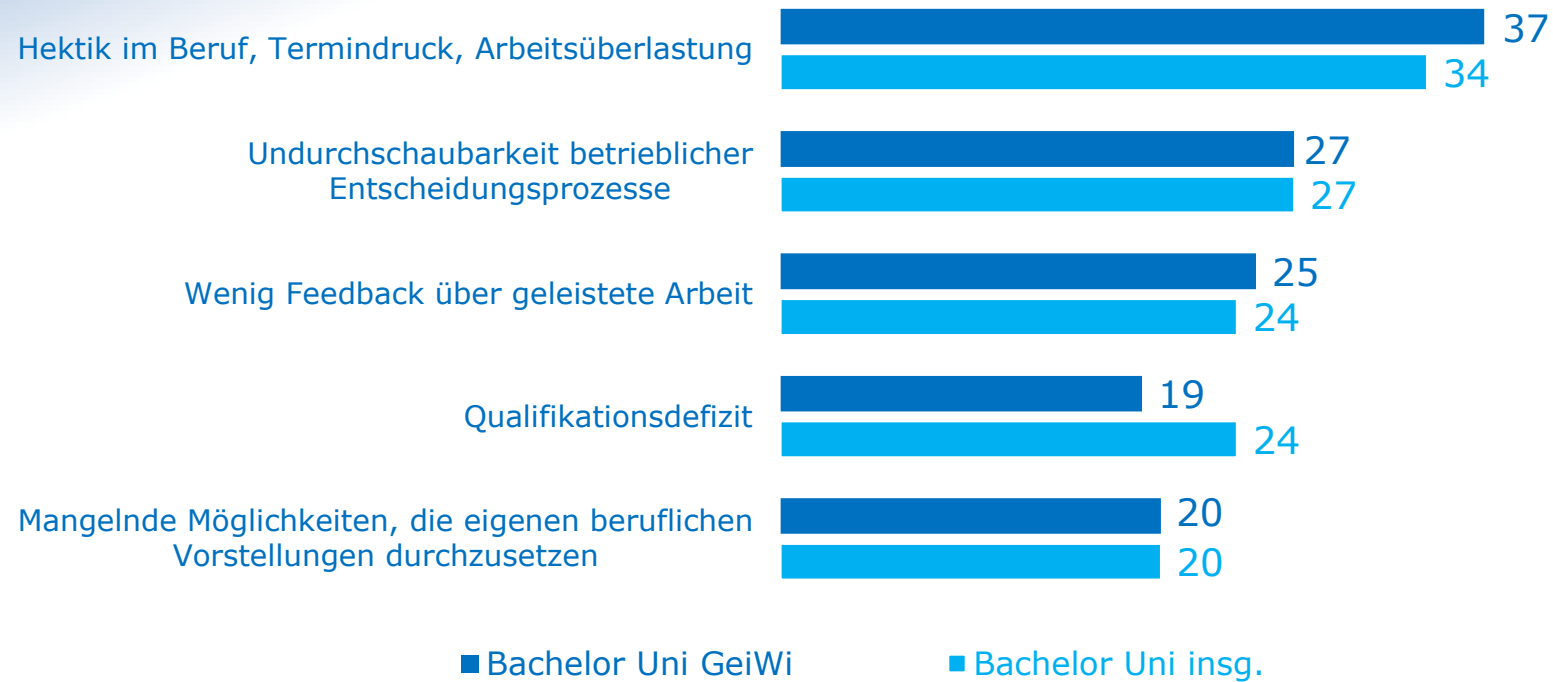 Hektik im Beruf, Termindruck, Arbeitsüberlastung
37
34
Undurchschaubarkeit betrieblicher
Entscheidungsprozesse
27
27
Wenig Feedback über geleistete Arbeit
25
24
Qualifikationsdefizit
19
24
Mangelnde Möglichkeiten, die eigenen beruflichen
Vorstellungen durchzusetzen
20
20
Bachelor Uni GeiWi
Bachelor Uni insg.